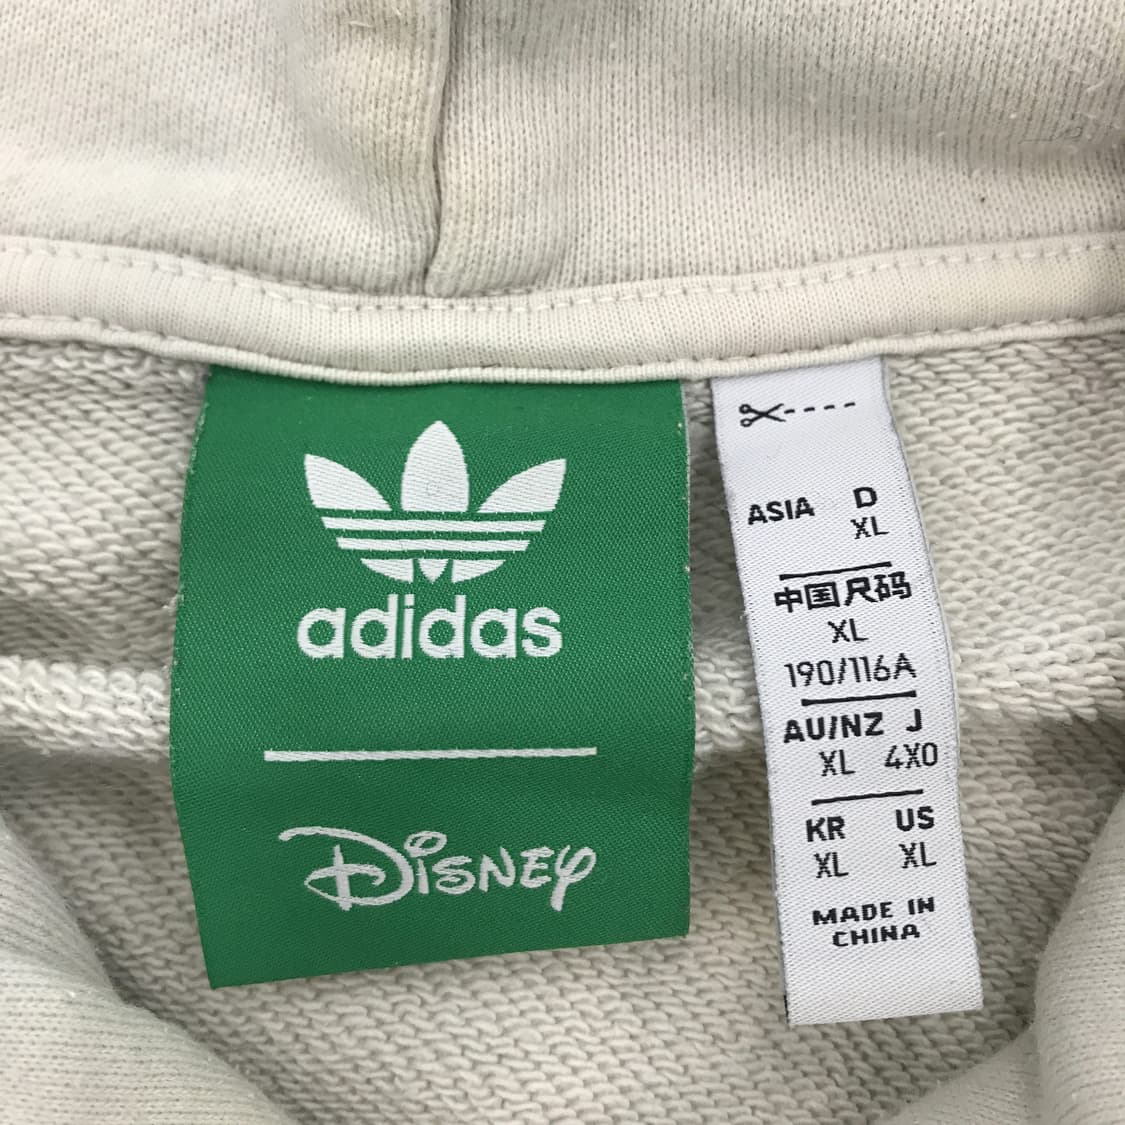 adidas
Disney
ASIA D
XL
中国尺码
XL
190/116A
AU/NZ J
XL 4XO
KR US
XL XL
MADE IN
CHINA